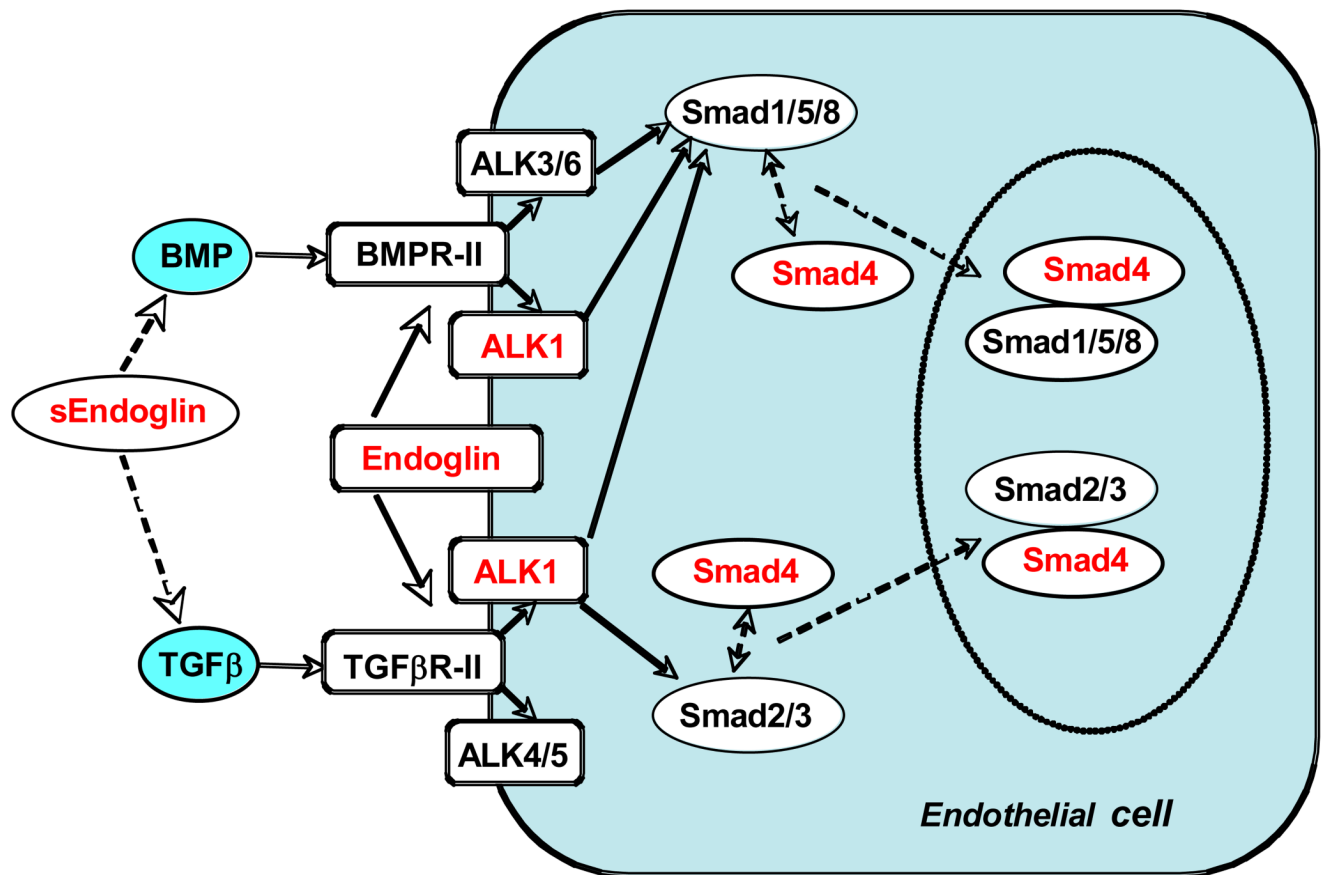 Smad1/5/8
ALK3/6
BMP
BMPR-II
Smad4
Smad4
ALK1
Smad1/5/8
sEndoglin
Endoglin
Smad2/3
ALK1
Smad4
Smad4
TGFβ
TGFβR-II
Smad2/3
ALK4/5
Endothelial cell